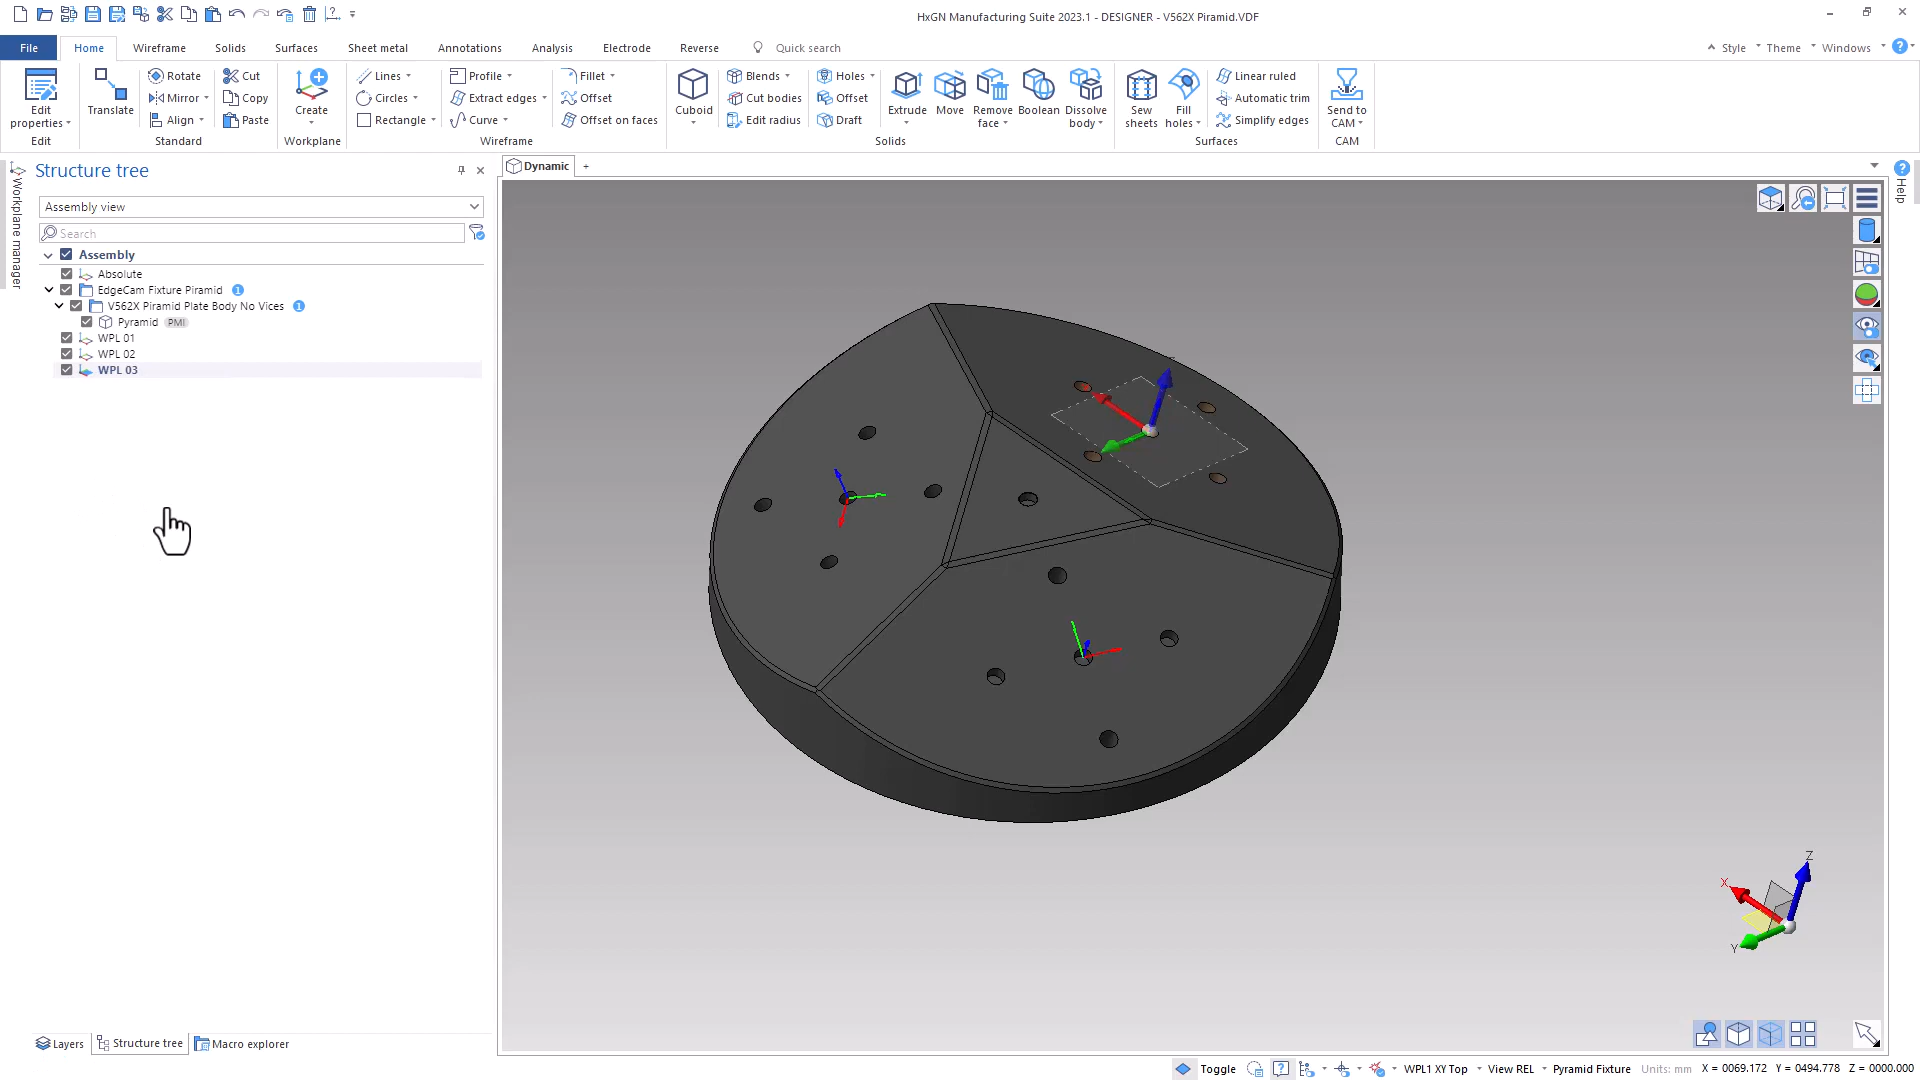 HxGN Manufacturing Suite 2023.1 - DESIGNER - V562X Piramid.VDF
File Home Wireframe Solids Surfaces Sheet metal Annotations Analysis Electrode Reverse Quick search Style Theme Windows
Edit properties
Edit
Translate
Rotate
Mirror
Align
Cut
Copy
Paste
Standard
Create
Workplane
Lines
Circles
Rectangle
Profile
Extract edges
Curve
Fillet
Offset
Offset on faces
Wireframe
Cuboid
Blends
Cut bodies
Edit radius
Holes
Offset
Draft
Extrude
Move
Remove face
Boolean
Dissolve body
Solids
Sew sheets
Fill holes
Linear ruled
Automatic trim
Simplify edges
Surfaces
Send to CAM
CAM
Workplane manager
Structure tree
Assembly view
Search
Assembly
Absolute
EdgeCam Fixture Piramid 1
V562X Piramid Plate Body No Vices 1
Pyramid PMI
WPL 01
WPL 02
WPL 03
Dynamic +
Help
Z
X
Y
Layers Structure tree Macro explorer
Toggle WPL1 XY Top View REL Pyramid Fixture Units: mm X = 0069.172 Y = 0494.778 Z = 0000.000